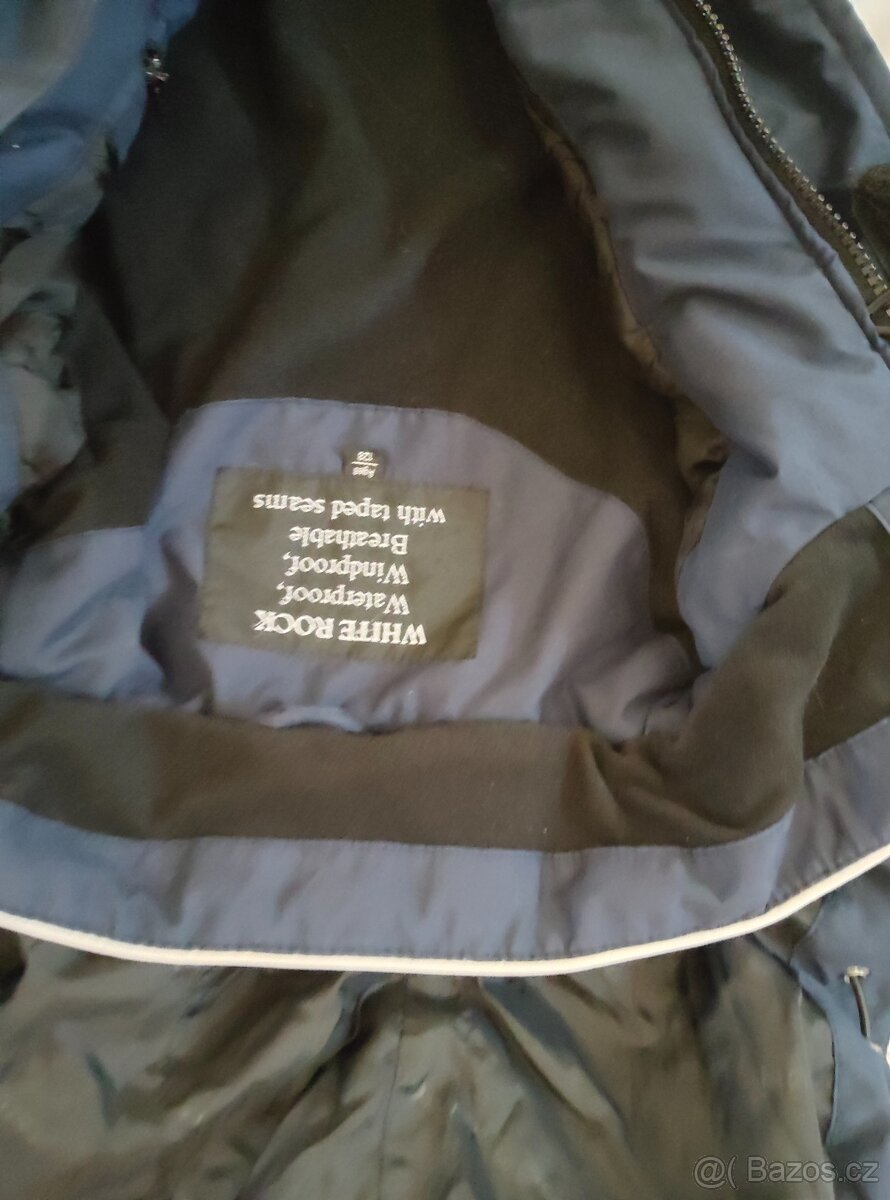 WHITE ROCK
Waterproof,
Windproof,
Breathable
with taped seams
128
@( Bazos.cz